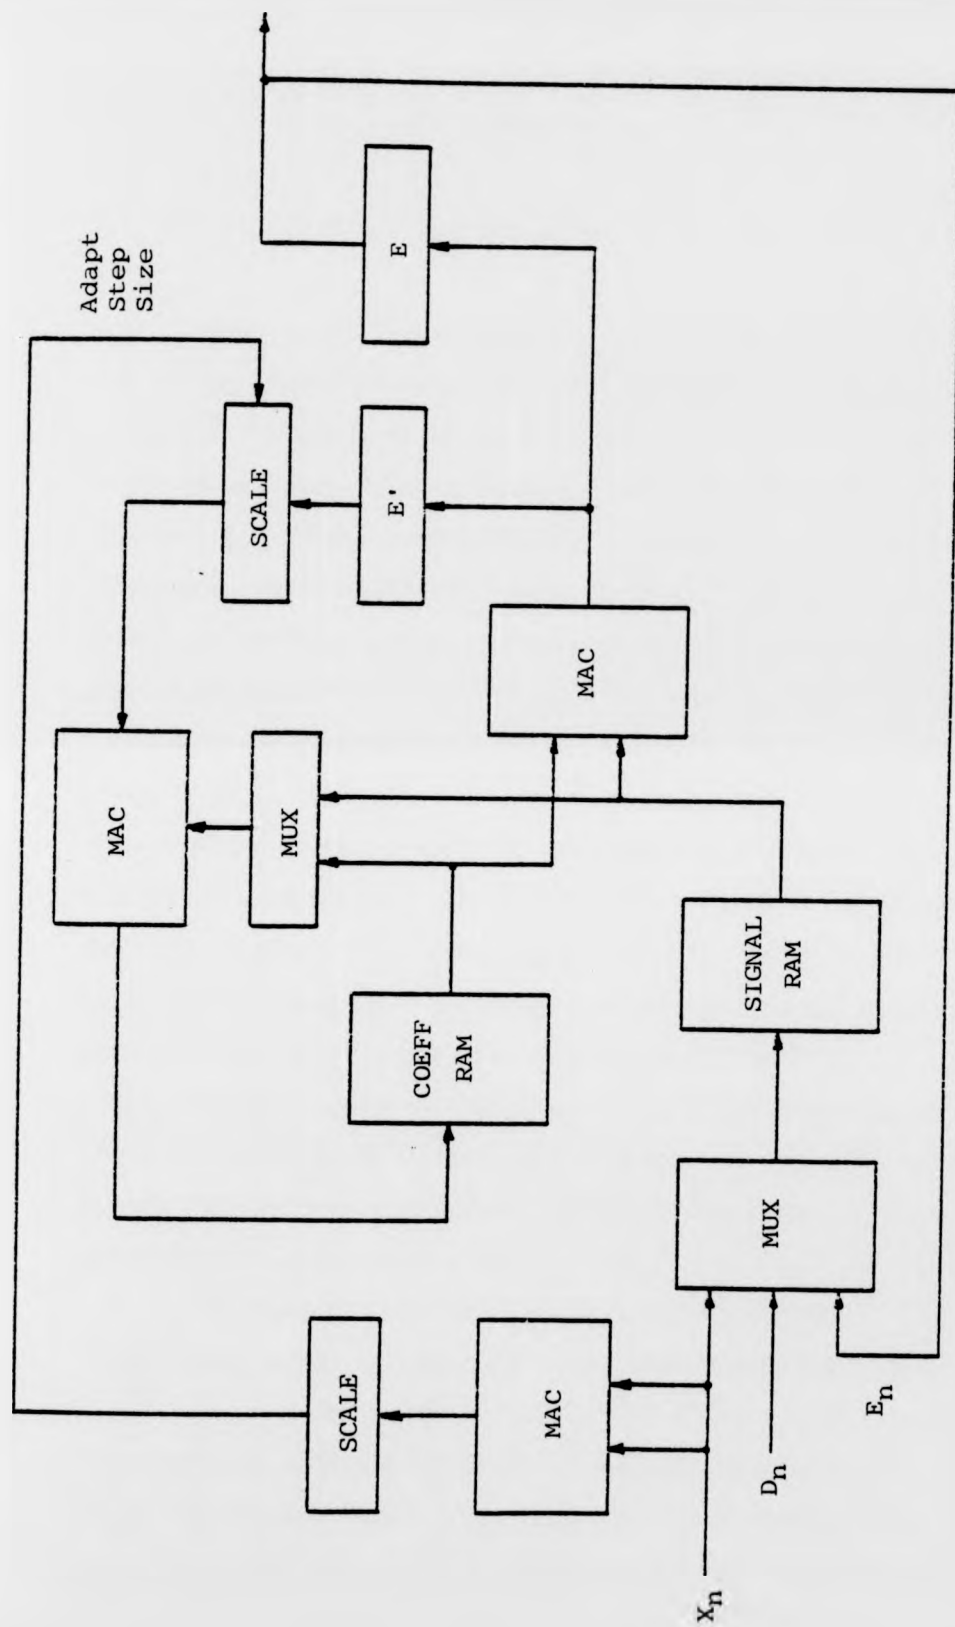 Adapt
Step
Size
MAC
SCALE
MUX
E'
E
COEFF
RAM
MAC
SCALE
MAC
SIGNAL
RAM
MUX
Xn
Dn
En